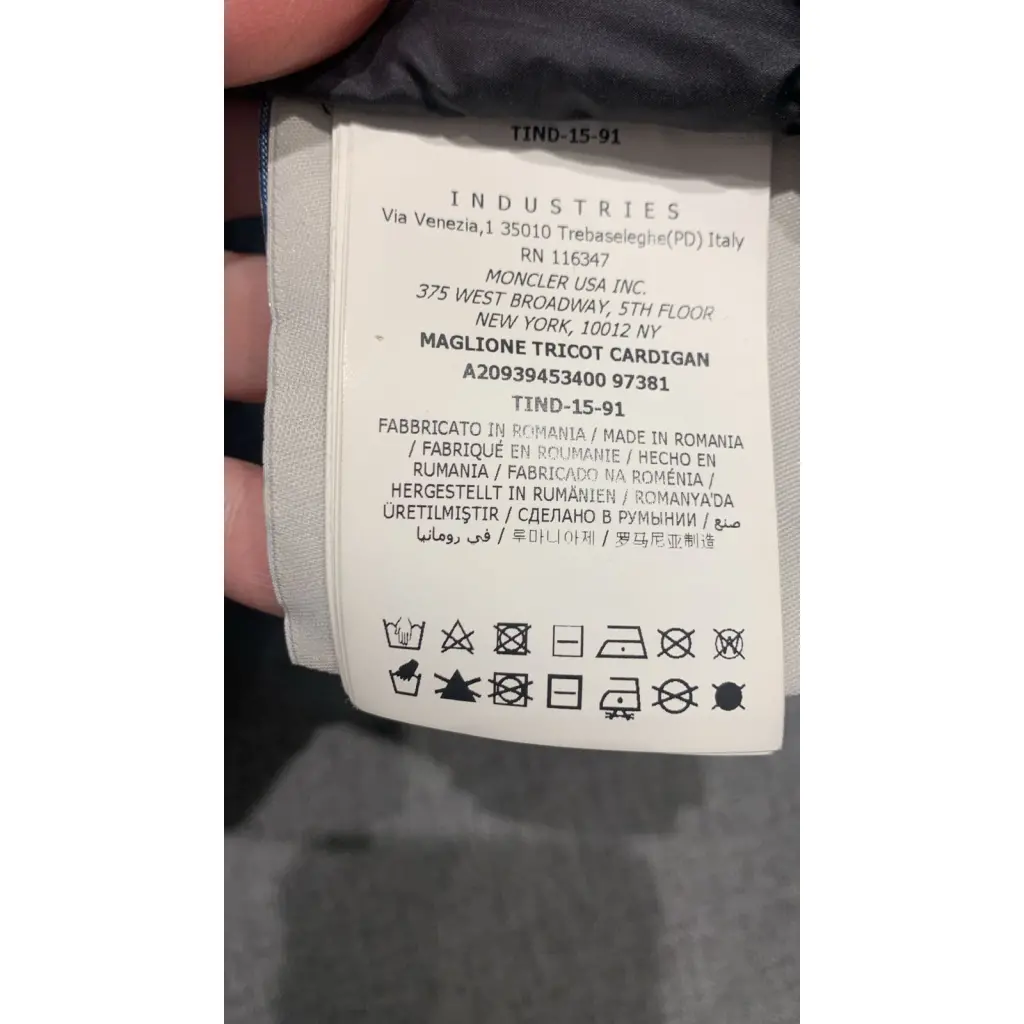 TIND-15-91
INDUSTRIES
Via Venezia,1 35010 Trebaseleghe(PD) Italy
RN 116347
MONCLER USA INC.
375 WEST BROADWAY, 5TH FLOOR
NEW YORK, 10012 NY
MAGLIONE TRICOT CARDIGAN
A20939453400 97381
TIND-15-91
FABBRICATO IN ROMANIA / MADE IN ROMANIA
/ FABRIQUÉ EN ROUMANIE / HECHO EN
RUMANIA / FABRICADO NA ROMÉNIA /
HERGESTELLT IN RUMÄNIEN / ROMANYA'DA
ÜRETILMIŞTIR / СДЕЛАНО В РУМЫНИИ / صنع
في رومانيا / 루마니아제 / 罗马尼亚制造